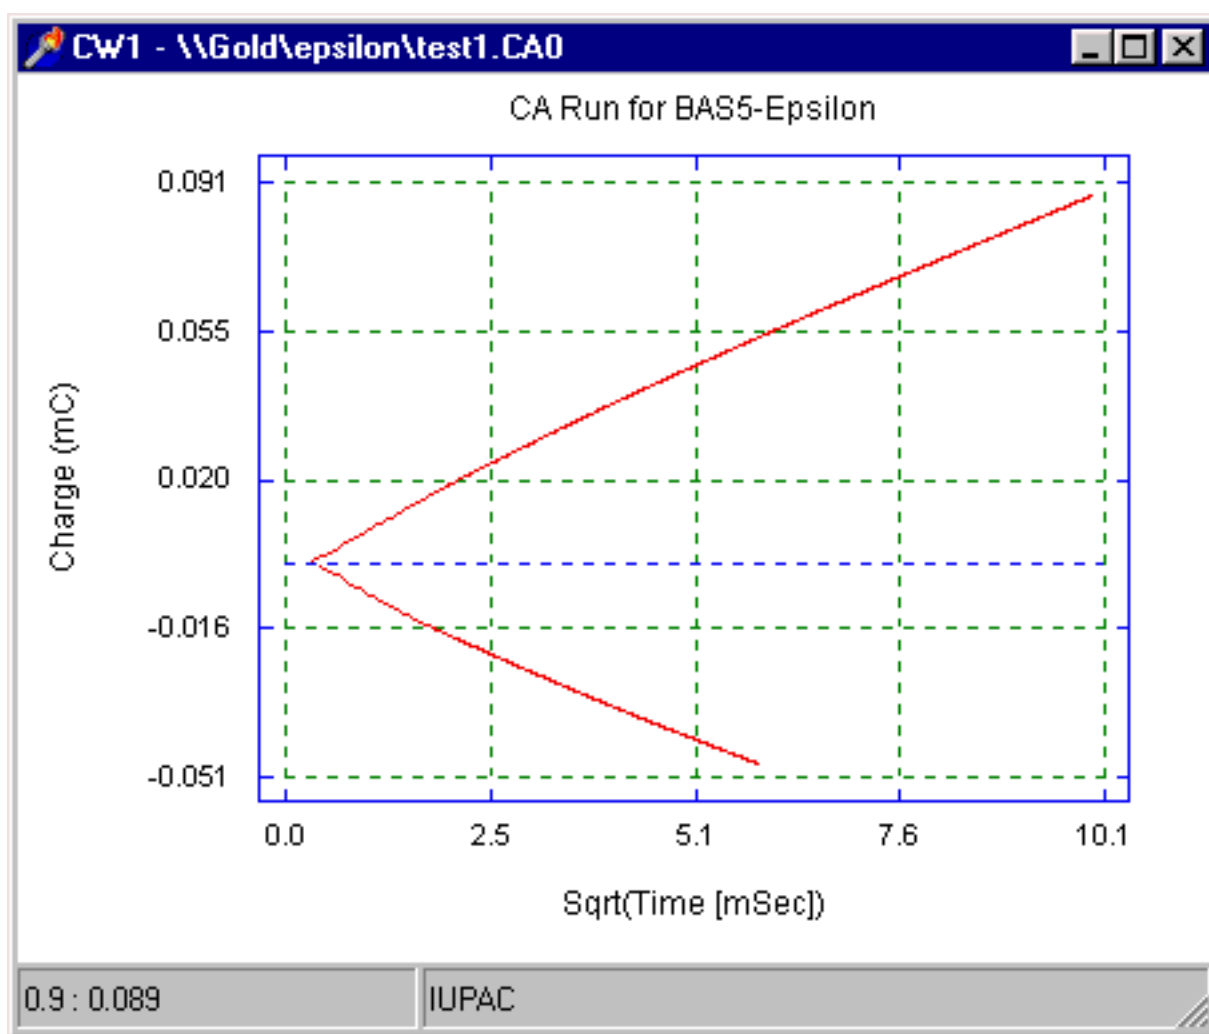 CW1 - \\Gold\epsilon\test1.CA0
CA Run for BAS5-Epsilon
0.091
0.055
0.020
-0.016
-0.051
Charge (mC)
0.0 2.5 5.1 7.6 10.1
Sqrt(Time [mSec])
0.9 : 0.089 IUPAC